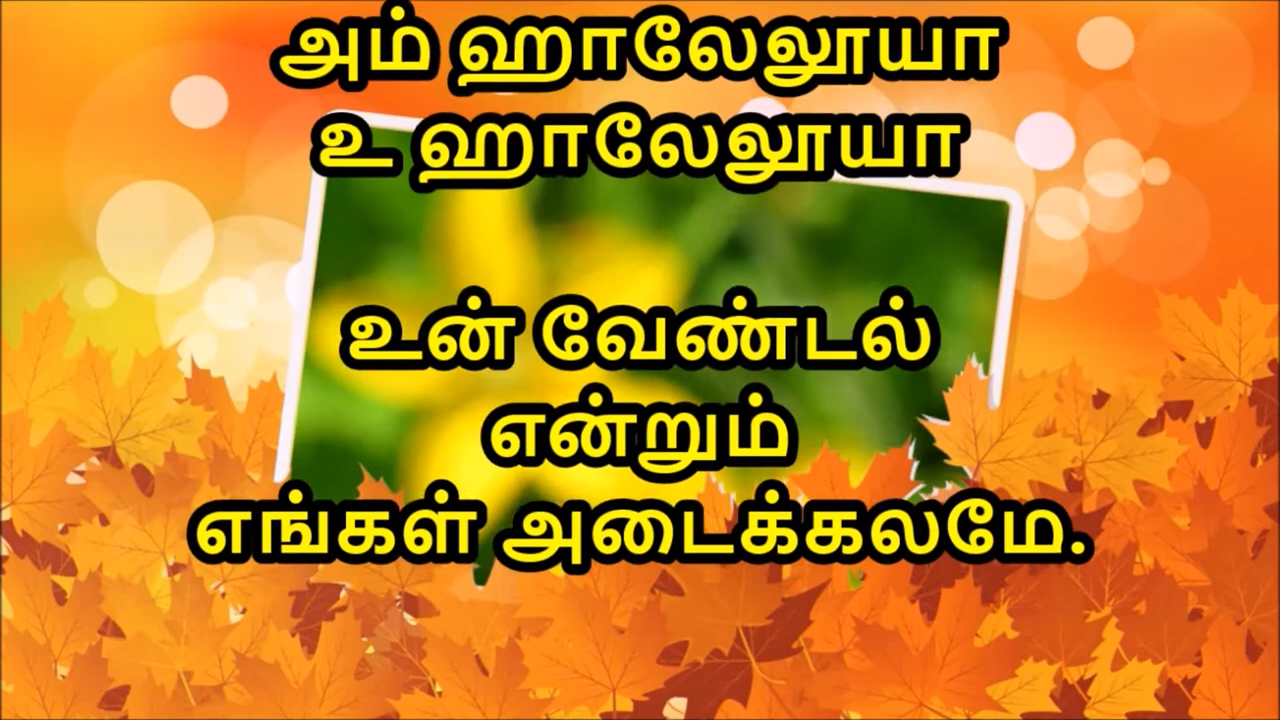 அம் ஹாலேலூயா
உ ஹாலேலூயா
உன் வேண்டல்
என்றும்
எங்கள் அடைக்கலமே.